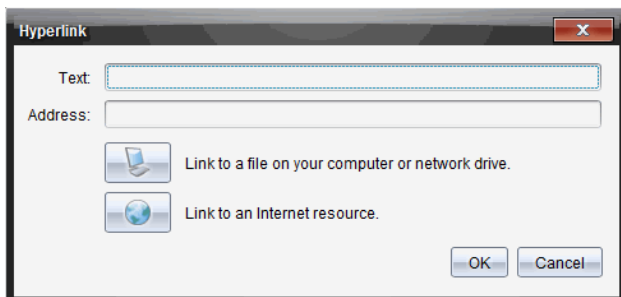 Hyperlink
Text:
Address:
Link to a file on your computer or network drive.
Link to an Internet resource.
OK Cancel